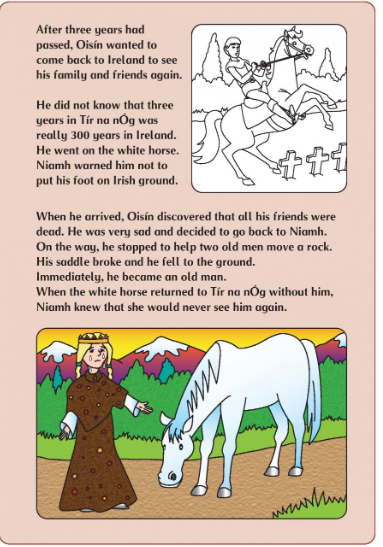 After three years had
passed, Oisín wanted to
come back to Ireland to see
his family and friends again.
He did not know that three
years in Tír na nÓg was
really 300 years in Ireland.
He went on the white horse.
Niamh warned him not to
put his foot on Irish ground.
When he arrived, Oisín discovered that all his friends were
dead. He was very sad and decided to go back to Niamh.
On the way, he stopped to help two old men move a rock.
His saddle broke and he fell to the ground.
Immediately, he became an old man.
When the white horse returned to Tír na nÓg without him,
Niamh knew that she would never see him again.